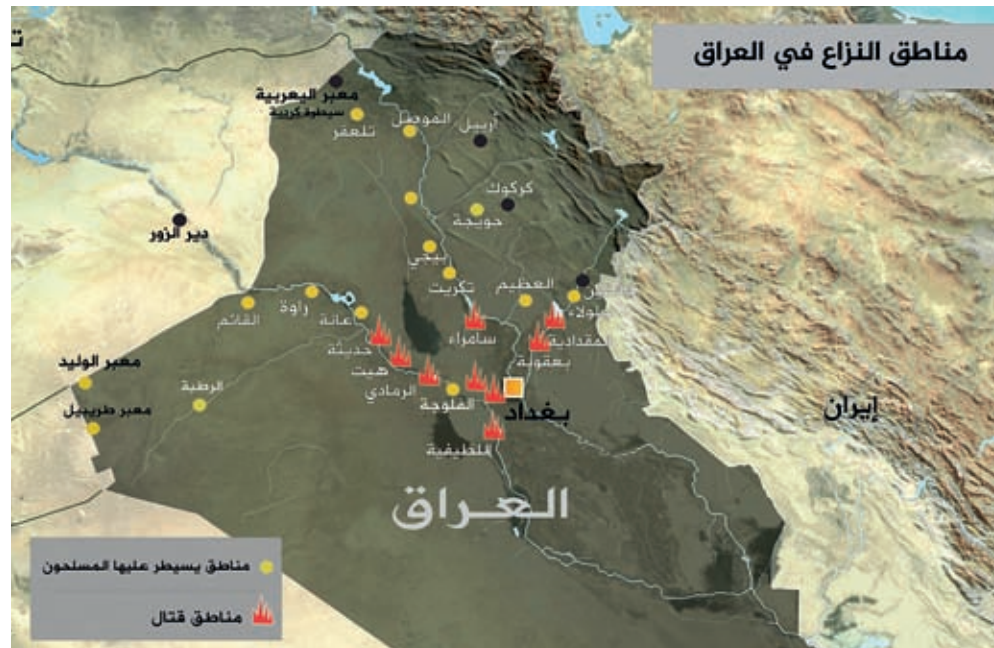 مناطق النزاع في العراق
معبر اليعربية
سيطرة كردية
تلعفر
الموصل
أربيل
كركوك
حويجة
دير الزور
بيجي
تكريت
العظيم
جلولاء
القائم
راوة
عانة
سامراء
المقدادية
حديثة
بعقوبة
هيت
معبر الوليد
الرطبة
الرمادي
الفلوجة
بغداد
معبر طريبيل
إيران
اللطيفية
العراق
مناطق يسيطر عليها المسلحون
مناطق قتال